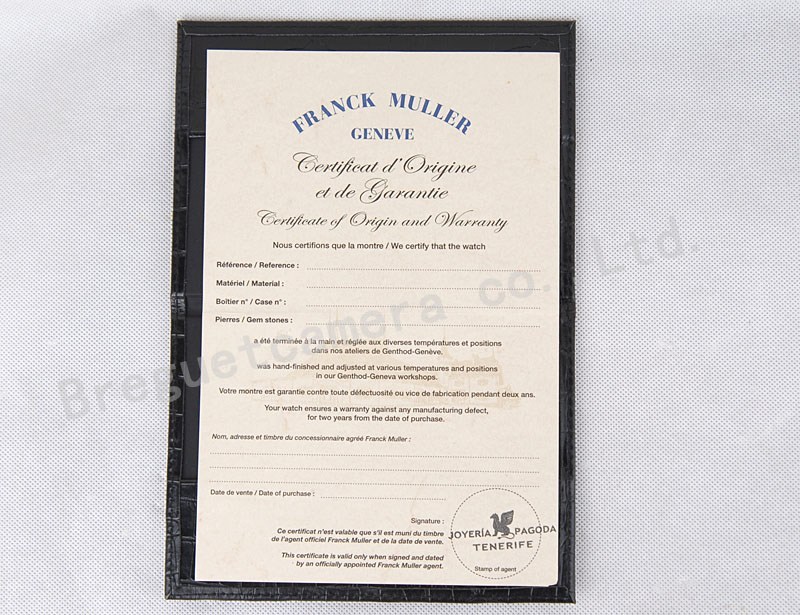 FRANCK MULLER
GENEVE
Certificat d'Origine
et de Garantie
Certificate of Origin and Warranty
Nous certifions que la montre / We certify that the watch
Référence / Reference :
Matériel / Material :
Boîtier n° / Case n° :
Pierres / Gem stones :
a été terminée à la main et réglée aux diverses températures et positions
dans nos ateliers de Genthod-Genève.
was hand-finished and adjusted at various temperatures and positions
in our Genthod-Geneva workshops.
Votre montre est garantie contre toute défectuosité ou vice de fabrication pendant deux ans.
Your watch ensures a warranty against any manufacturing defect,
for two years from the date of purchase.
Nom, adresse et timbre du concessionnaire agréé Franck Muller :
Date de vente / Date of purchase :
Signature :
Ce certificat n'est valable que s'il est muni du timbre
de l'agent officiel Franck Muller et de la date de vente.
This certificate is valid only when signed and dated
by an officially appointed Franck Muller agent.
JOYERÍA PAGODA
TENERIFE
Stamp of agent
Breguetcamera co. Ltd.